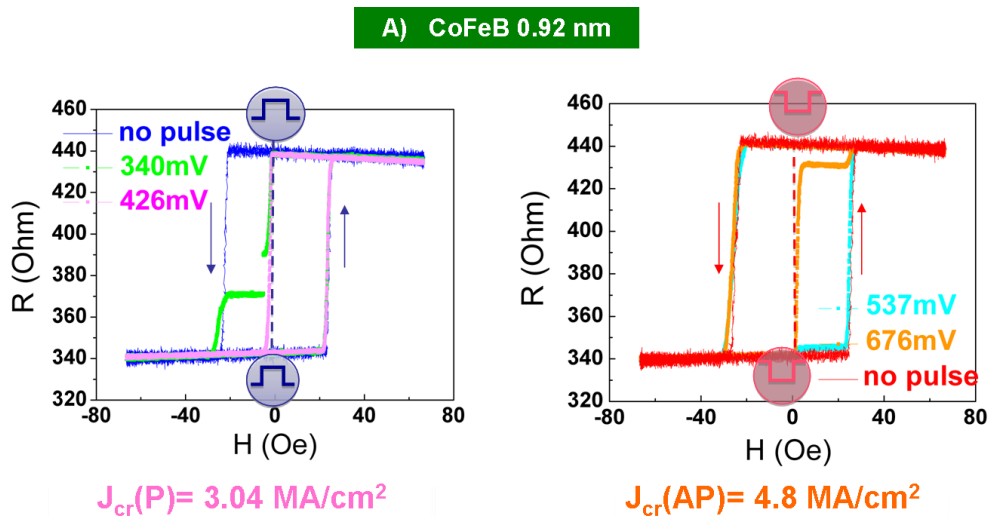 A) CoFeB 0.92 nm
460
440
420
400
380
360
340
320
-80
-40
0
40
80
R (Ohm)
H (Oe)
no pulse
340mV
426mV
J_cr(P)= 3.04 MA/cm²
460
440
420
400
380
360
340
320
-80
-40
0
40
80
R (Ohm)
H (Oe)
537mV
676mV
no pulse
J_cr(AP)= 4.8 MA/cm²